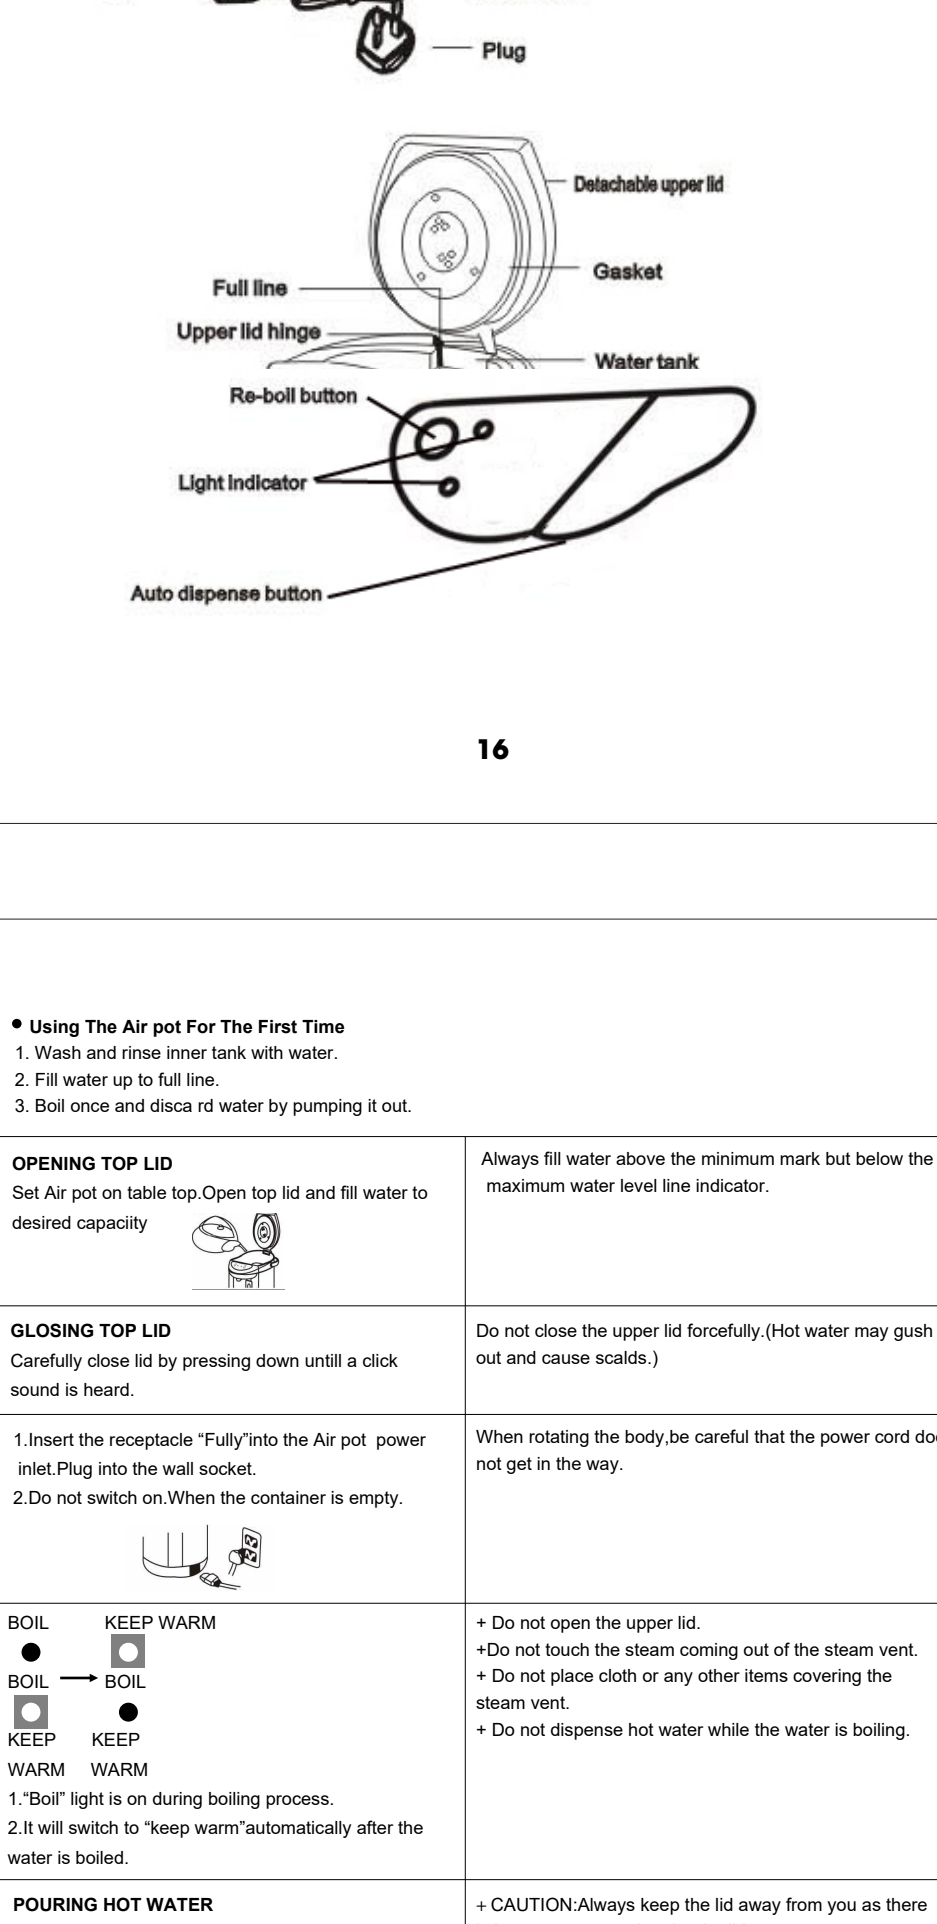 Plug
Detachable upper lid
Gasket
Full line
Upper lid hinge
Water tank
Re-boil button
Light indicator
Auto dispense button
16
● Using The Air pot For The First Time
1. Wash and rinse inner tank with water.
2. Fill water up to full line.
3. Boil once and disca rd water by pumping it out.
OPENING TOP LID
Set Air pot on table top.Open top lid and fill water to
desired capaciity
Always fill water above the minimum mark but below the
maximum water level line indicator.
GLOSING TOP LID
Carefully close lid by pressing down untill a click
sound is heard.
Do not close the upper lid forcefully.(Hot water may gush
out and cause scalds.)
1.Insert the receptacle “Fully”into the Air pot power
inlet.Plug into the wall socket.
2.Do not switch on.When the container is empty.
When rotating the body,be careful that the power cord doe
not get in the way.
BOIL KEEP WARM
BOIL BOIL
KEEP KEEP
WARM WARM
1.“Boil” light is on during boiling process.
2.It will switch to “keep warm”automatically after the
water is boiled.
+ Do not open the upper lid.
+Do not touch the steam coming out of the steam vent.
+ Do not place cloth or any other items covering the
steam vent.
+ Do not dispense hot water while the water is boiling.
POURING HOT WATER
+ CAUTION:Always keep the lid away from you as there